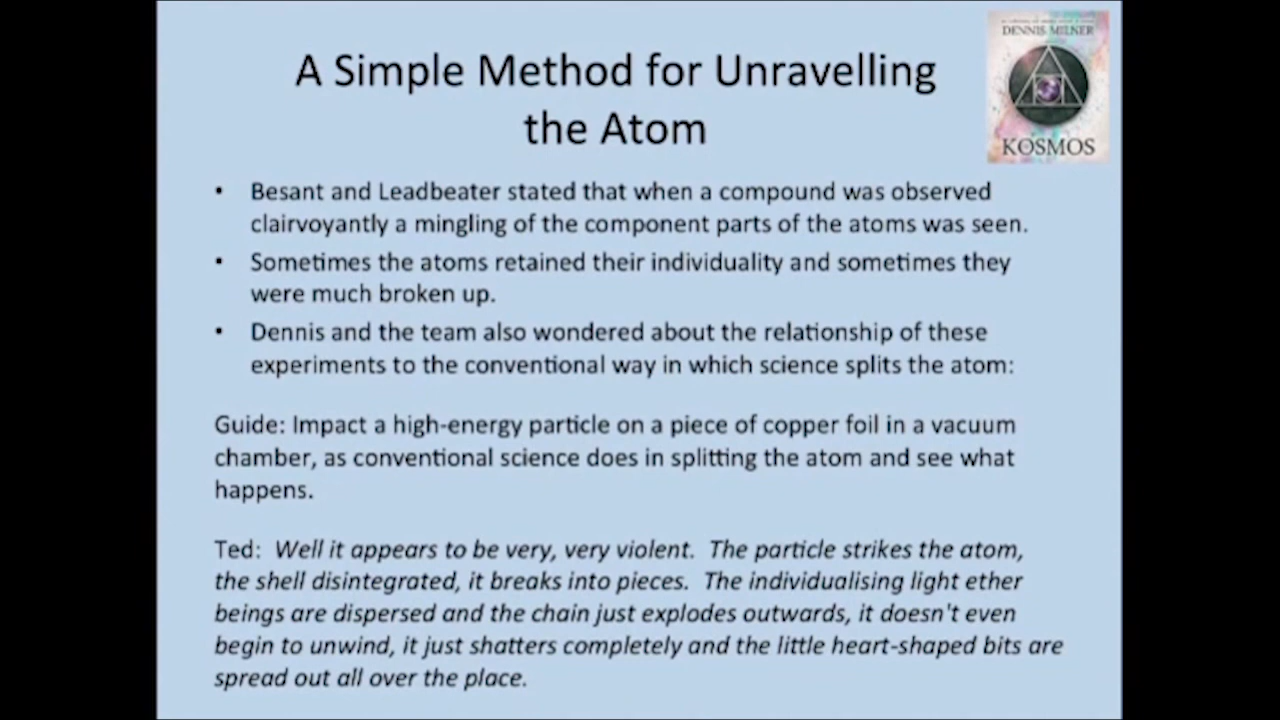 A Simple Method for Unravelling
the Atom
DENNIS MILNER
KOSMOS
• Besant and Leadbeater stated that when a compound was observed
clairvoyantly a mingling of the component parts of the atoms was seen.
• Sometimes the atoms retained their individuality and sometimes they
were much broken up.
• Dennis and the team also wondered about the relationship of these
experiments to the conventional way in which science splits the atom:
Guide: Impact a high-energy particle on a piece of copper foil in a vacuum
chamber, as conventional science does in splitting the atom and see what
happens.
Ted: Well it appears to be very, very violent. The particle strikes the atom,
the shell disintegrated, it breaks into pieces. The individualising light ether
beings are dispersed and the chain just explodes outwards, it doesn't even
begin to unwind, it just shatters completely and the little heart-shaped bits are
spread out all over the place.